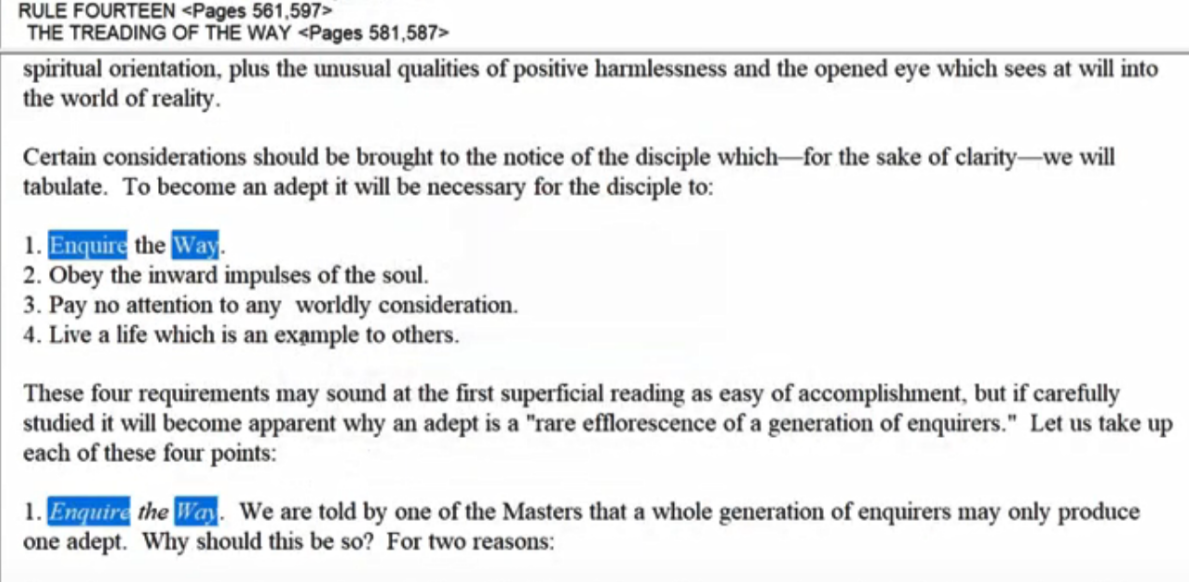 RULE FOURTEEN <Pages 561,597>
THE TREADING OF THE WAY <Pages 581,587>
spiritual orientation, plus the unusual qualities of positive harmlessness and the opened eye which sees at will into
the world of reality.
Certain considerations should be brought to the notice of the disciple which—for the sake of clarity—we will
tabulate.  To become an adept it will be necessary for the disciple to:
1. Enquire the Way.
2. Obey the inward impulses of the soul.
3. Pay no attention to any  worldly consideration.
4. Live a life which is an example to others.
These four requirements may sound at the first superficial reading as easy of accomplishment, but if carefully
studied it will become apparent why an adept is a "rare efflorescence of a generation of enquirers."  Let us take up
each of these four points:
1. Enquire the Way.  We are told by one of the Masters that a whole generation of enquirers may only produce
one adept.  Why should this be so?  For two reasons: